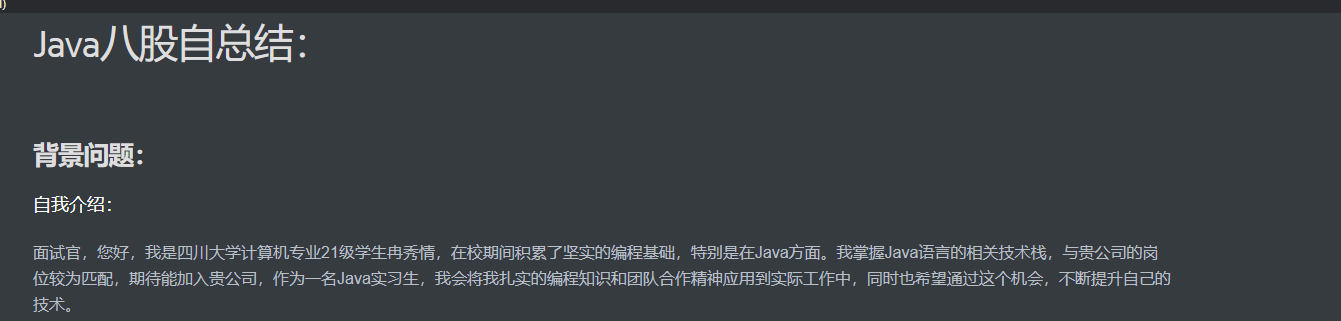 Java八股自总结：
背景问题：
自我介绍：
面试官，您好，我是四川大学计算机专业21级学生冉秀情，在校期间积累了坚实的编程基础，特别是在Java方面。我掌握Java语言的相关技术栈，与贵公司的岗
位较为匹配，期待能加入贵公司，作为一名Java实习生，我会将我扎实的编程知识和团队合作精神应用到实际工作中，同时也希望通过这个机会，不断提升自己的
技术。